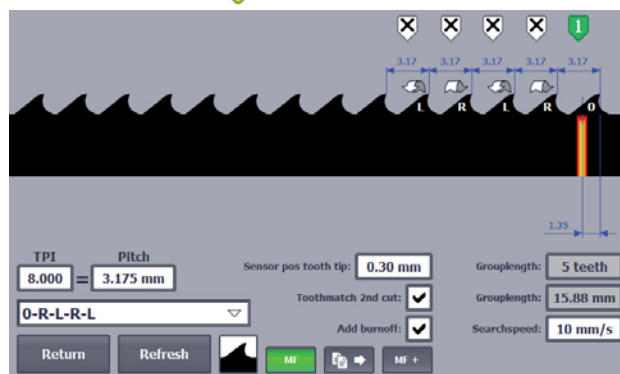 1
3.17 3.17 3.17 3.17 3.17
L R L R 0
1.35
TPI Pitch
8.000 = 3.175 mm
0-R-L-R-L
Return Refresh
Sensor pos tooth tip: 0.30 mm
Toothmatch 2nd cut:
Add burnoff:
MF MF +
Grouplength: 5 teeth
Grouplength: 15.88 mm
Searchspeed: 10 mm/s